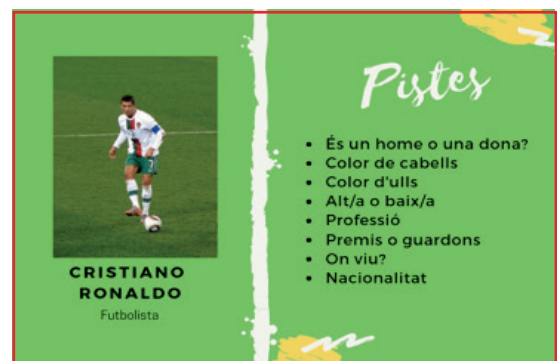 CRISTIANO
RONALDO
Futbolista
Pistes
• És un home o una dona?
• Color de cabells
• Color d'ulls
• Alt/a o baix/a
• Professió
• Premis o guardons
• On viu?
• Nacionalitat